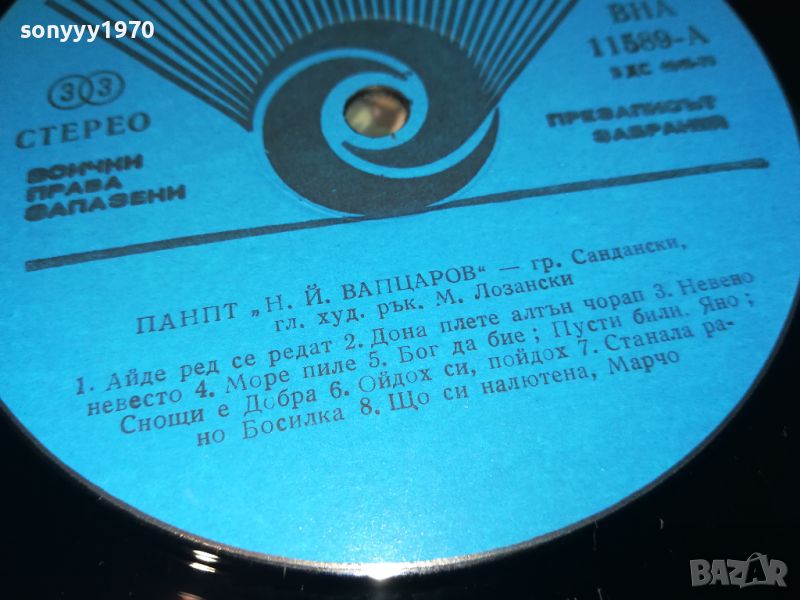 sonyyy1970
ВНА
11589-А
33
СТЕРЕО
ВСИЧКИ
ПРАВА
ЗАПАЗЕНИ
ПРЕЗАПИСЪТ
ЗАБРАНЕН
ПАНПТ „Н. Й. ВАПЦАРОВ“ — гр. Сандански,
гл. худ. рък. М. Лозански
1. Айде ред се редат 2. Дона плете алтън чорап 3. Невено
невесто 4. Море пиле 5. Бог да бие; Пусти били, Яно;
Снощи е Добра 6. Ойдох си, пойдох 7. Станала ра-
но Босилка 8. Що си налютена, Марчо
BAZAR